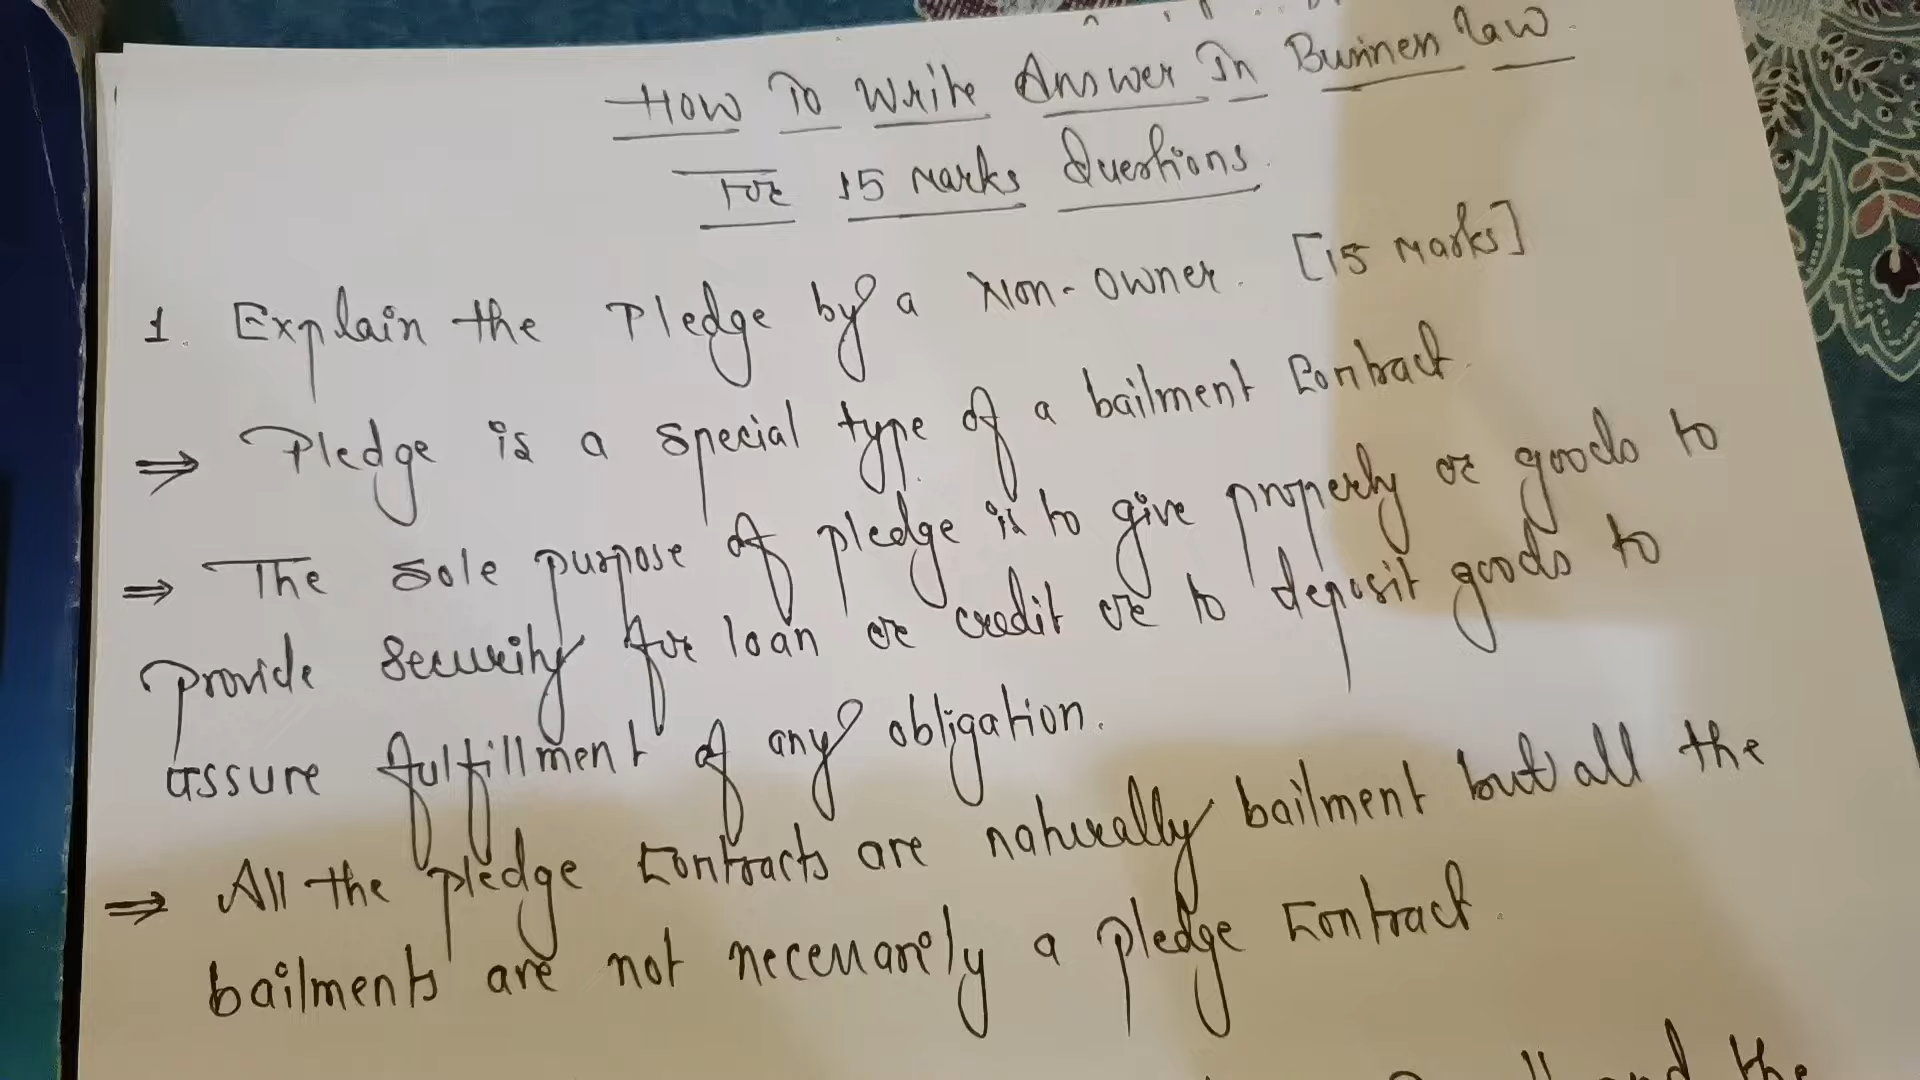 How To Write Answer In Business Law.
For 15 Marks Questions.
1. Explain the Pledge by a Non-Owner. [15 Marks]
⇒ Pledge is a special type of a bailment Contract.
⇒ The sole purpose of pledge is to give property or goods to
provide security for loan or credit or to deposit goods to
assure fulfillment of any obligation.
⇒ All the pledge Contracts are naturally bailment but all the
bailments are not necessarily a pledge Contract.
and the